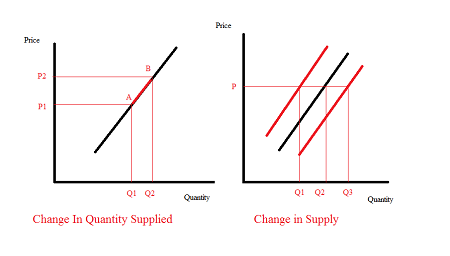 Price
P2
P1
A
B
Q1 Q2
Quantity
Change In Quantity Supplied
Price
P
Q1 Q2 Q3
Quantity
Change in Supply